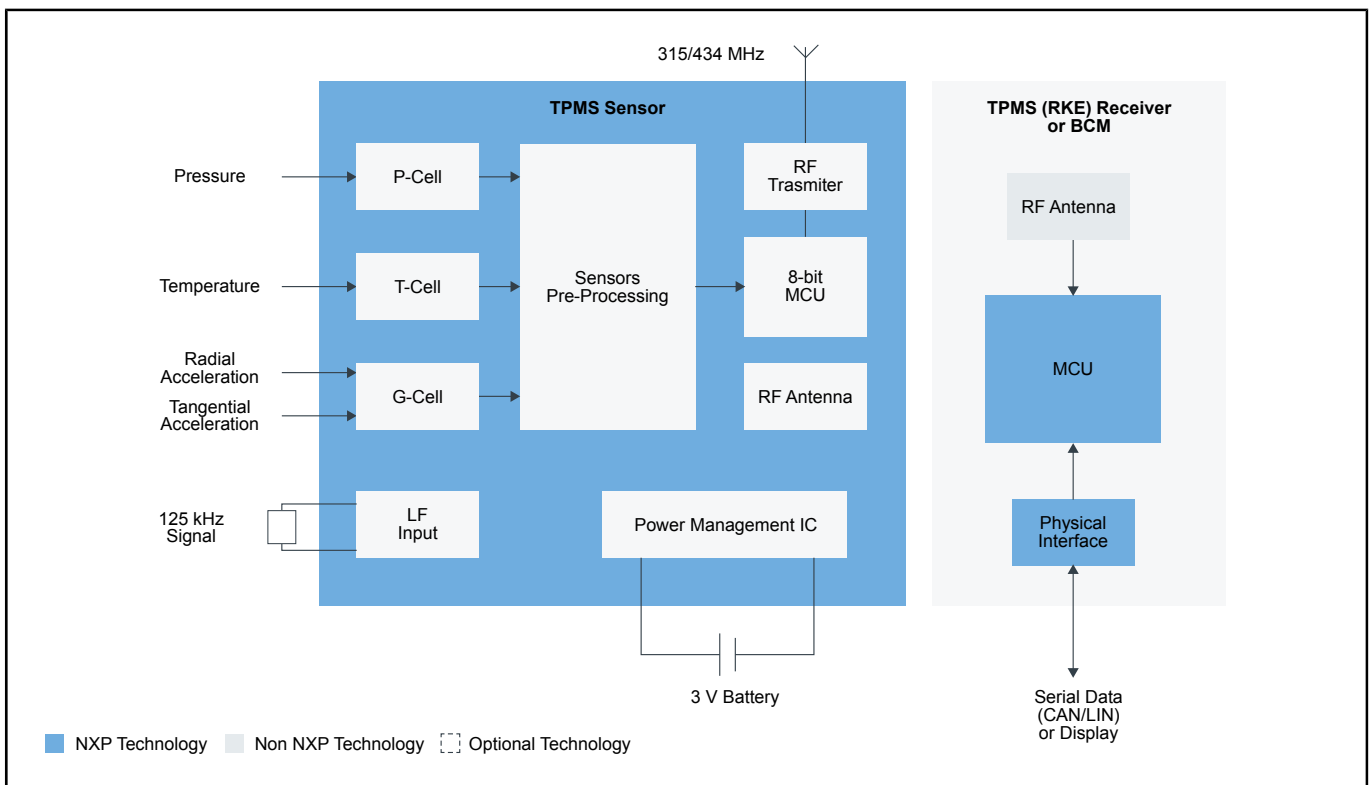 315/434 MHz
TPMS Sensor
TPMS (RKE) Receiver
or BCM
Pressure
P-Cell
RF
Trasmiter
RF Antenna
Temperature
T-Cell
Sensors
Pre-Processing
8-bit
MCU
MCU
Radial
Acceleration
Tangential
Acceleration
G-Cell
RF Antenna
125 kHz
Signal
LF
Input
Power Management IC
Physical
Interface
3 V Battery
Serial Data
(CAN/LIN)
or Display
NXP Technology
Non NXP Technology
Optional Technology